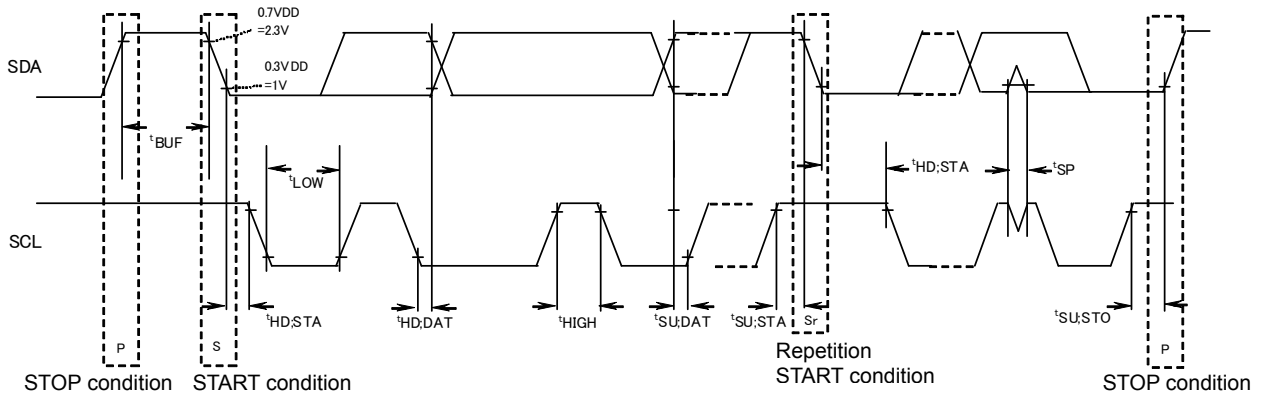 0.7VDD
=2.3V
SDA
0.3VDD
=1V
tBUF
tLOW
tHD;STA
tSP
SCL
tHD;STA
tHD;DAT
tHIGH
tSU;DAT
tSU;STA
tSU;STO
P
S
Sr
P
STOP condition
START condition
Repetition
START condition
STOP condition